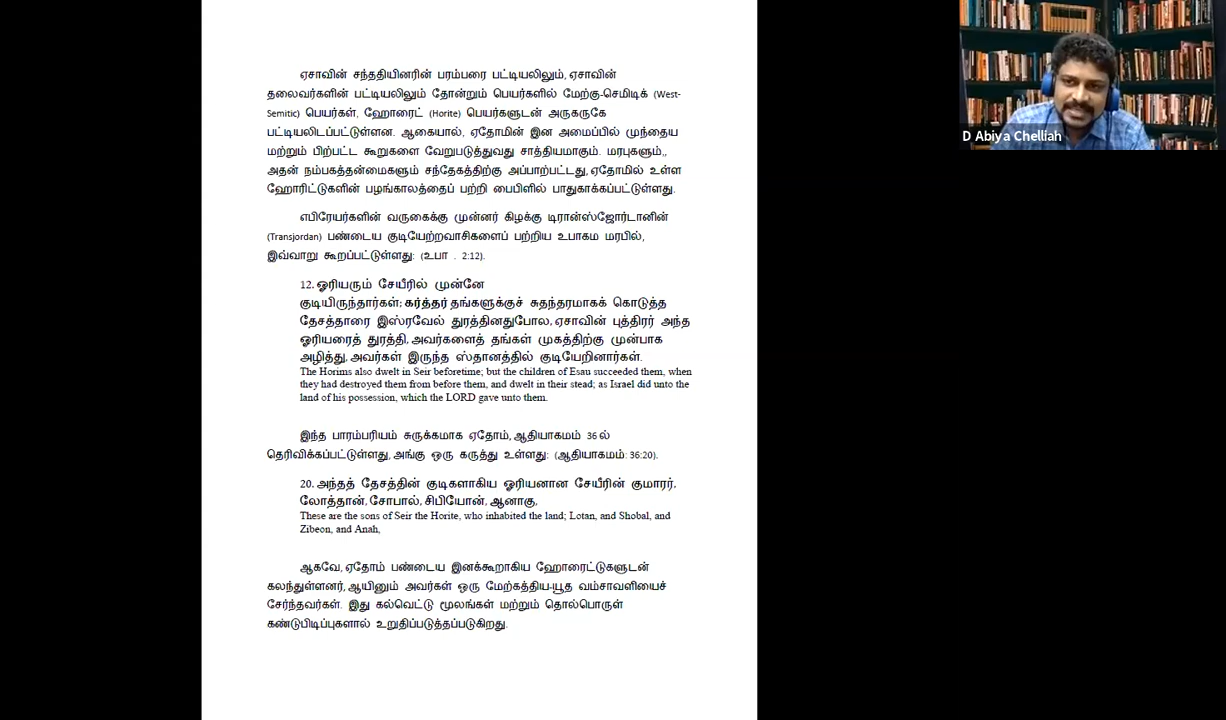 ஏசாவின் சந்ததியினரின் பரம்பரை பட்டியலிலும், ஏசாவின்
தலைவர்களின் பட்டியலிலும் தோன்றும் பெயர்களில் மேற்கு-செமிடிக் (West-
Semitic) பெயர்கள், ஹோரைட் (Horite) பெயர்களுடன் அருகருகே
பட்டியலிடப்பட்டுள்ளன. ஆகையால், ஏதோமின் இன அமைப்பில் முந்தைய
மற்றும் பிற்பட்ட கூறுகளை வேறுபடுத்துவது சாத்தியமாகும். மரபுகளும்,,
அதன் நம்பகத்தன்மைகளும் சந்தேகத்திற்கு அப்பாற்பட்டது, ஏதோமில் உள்ள
ஹோரிட்டுகளின் பழங்காலத்தைப் பற்றி பைபிளில் பாதுகாக்கப்பட்டுள்ளது.
எபிரேயர்களின் வருகைக்கு முன்னர் கிழக்கு டிரான்ஸ்ஜோர்டானின்
(Transjordan) பண்டைய குடியேற்றவாசிகளைப் பற்றிய உபாகம மரபில்,
இவ்வாறு கூறப்பட்டுள்ளது: (உபா . 2:12).
12. ஓரியரும் சேயீரில் முன்னே
குடியிருந்தார்கள்; கர்த்தர் தங்களுக்குச் சுதந்தரமாகக் கொடுத்த
தேசத்தாரை இஸ்ரவேல் துரத்தினதுபோல, ஏசாவின் புத்திரர் அந்த
ஓரியரைத் துரத்தி, அவர்களைத் தங்கள் முகத்திற்கு முன்பாக
அழித்து, அவர்கள் இருந்த ஸ்தானத்தில் குடியேறினார்கள்.
The Horims also dwelt in Seir beforetime; but the children of Esau succeeded them, when
they had destroyed them from before them, and dwelt in their stead; as Israel did unto the
land of his possession, which the LORD gave unto them.
இந்த பாரம்பரியம் சுருக்கமாக ஏதோம், ஆதியாகமம் 36 ல்
தெரிவிக்கப்பட்டுள்ளது, அங்கு ஒரு கருத்து உள்ளது: (ஆதியாகமம்: 36:20).
20. அந்தத் தேசத்தின் குடிகளாகிய ஓரியனான சேயீரின் குமாரர்,
லோத்தான், சோபால், சிபியோன், ஆனாகு,
These are the sons of Seir the Horite, who inhabited the land; Lotan, and Shobal, and
Zibeon, and Anah,
ஆகவே, ஏதோம் பண்டைய இனக்கூறாகிய ஹோரைட்டுகளுடன்
கலந்துள்ளனர், ஆயினும் அவர்கள் ஒரு மேற்கத்திய-யூத வம்சாவளியைச்
சேர்ந்தவர்கள். இது கல்வெட்டு மூலங்கள் மற்றும் தொல்பொருள்
கண்டுபிடிப்புகளால் உறுதிப்படுத்தப்படுகிறது.
D Abiya Chelliah